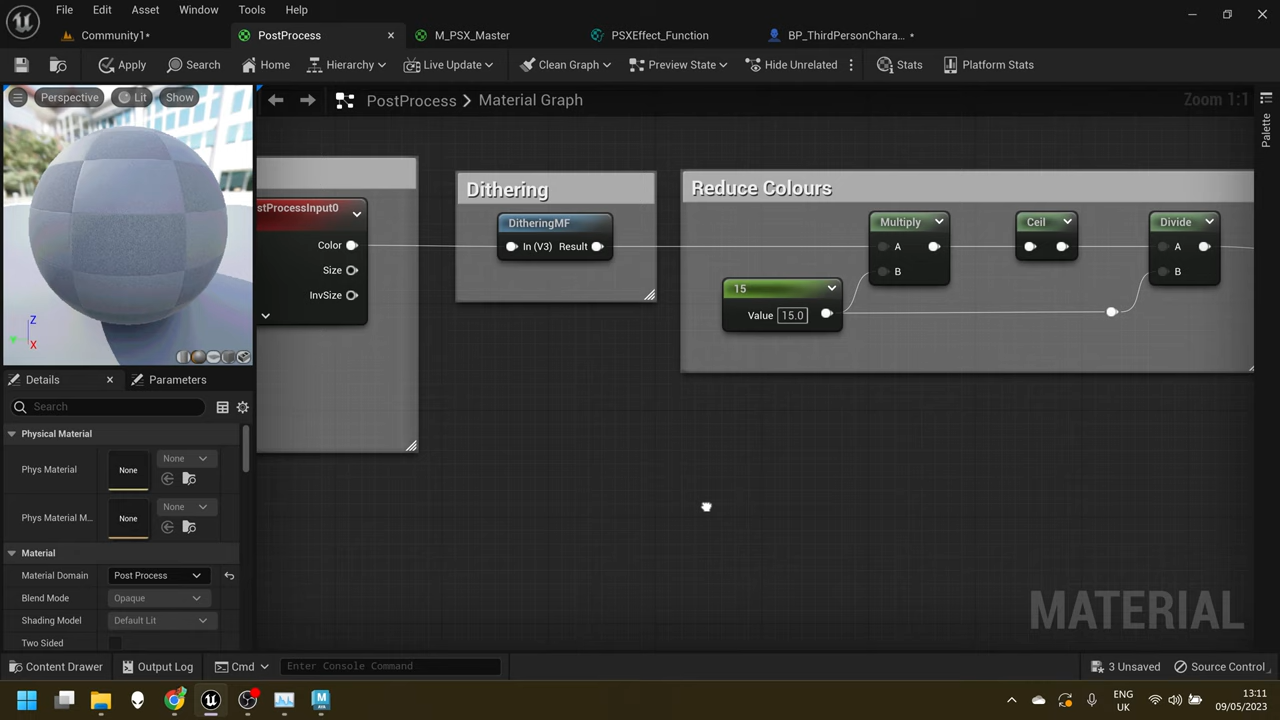 File Edit Asset Window Tools Help
Community1* PostProcess M_PSX_Master PSXEffect_Function BP_ThirdPersonChara... *
Apply Search Home Hierarchy Live Update Clean Graph Preview State Hide Unrelated Stats Platform Stats
Perspective Lit Show
PostProcess > Material Graph
Zoom 1:1
Palette
stProcessInput0
Color
Size
InvSize
Dithering
DitheringMF
In (V3) Result
Reduce Colours
Multiply
A
B
Ceil
Divide
A
B
15
Value 15.0
Z
X
Details Parameters
Search
Physical Material
Phys Material None None
Phys Material M... None None
Material
Material Domain Post Process
Blend Mode Opaque
Shading Model Default Lit
Two Sided
MATERIAL
Content Drawer Output Log Cmd Enter Console Command 3 Unsaved Source Control
ENG
UK
13:11
09/05/2023